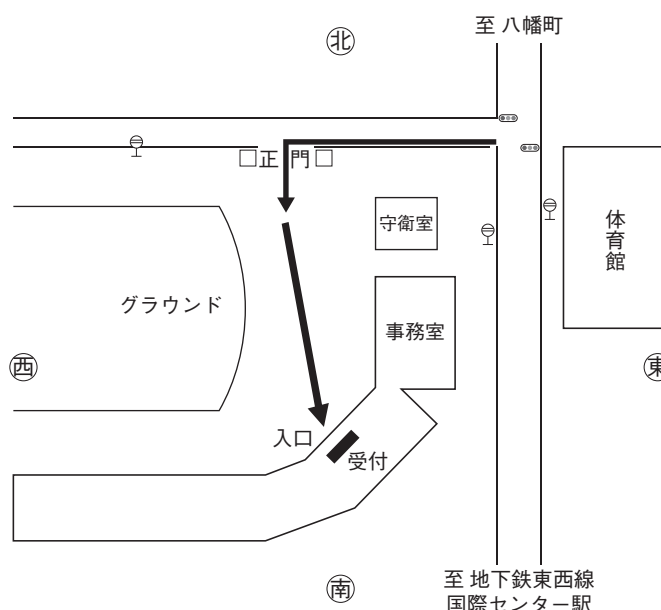 至 八幡町
北
正 門
守衛室
体育館
グラウンド
事務室
西
東
入口
受付
至 地下鉄東西線
国際センター駅
南